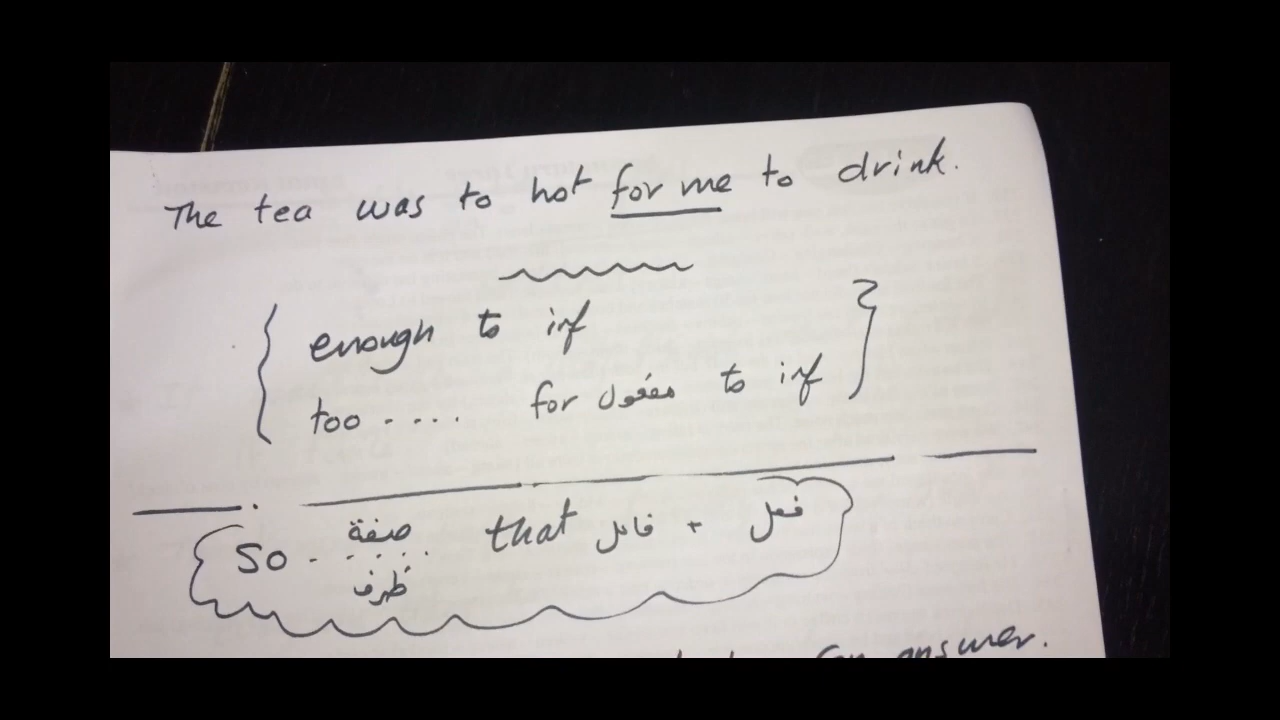 The tea was to hot for me to drink.
enough to inf
too ..... for مفعول to inf
so ..... صفة that فاعل + فعل
ظرف
answer.